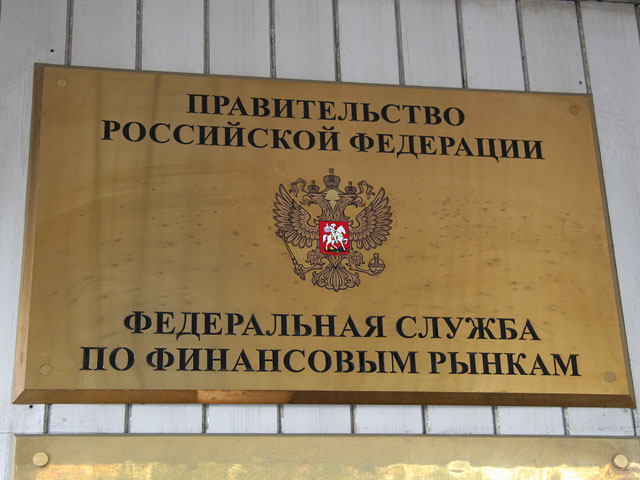 ПРАВИТЕЛЬСТВО
РОССИЙСКОЙ ФЕДЕРАЦИИ
ФЕДЕРАЛЬНАЯ СЛУЖБА
ПО ФИНАНСОВЫМ РЫНКАМ